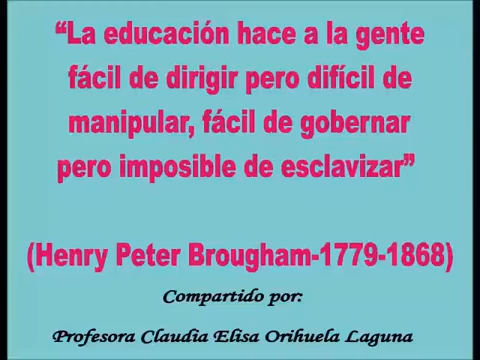 “La educación hace a la gente
fácil de dirigir pero difícil de
manipular, fácil de gobernar
pero imposible de esclavizar”
(Henry Peter Brougham-1779-1868)
Compartido por:
Profesora Claudia Elisa Orihuela Laguna